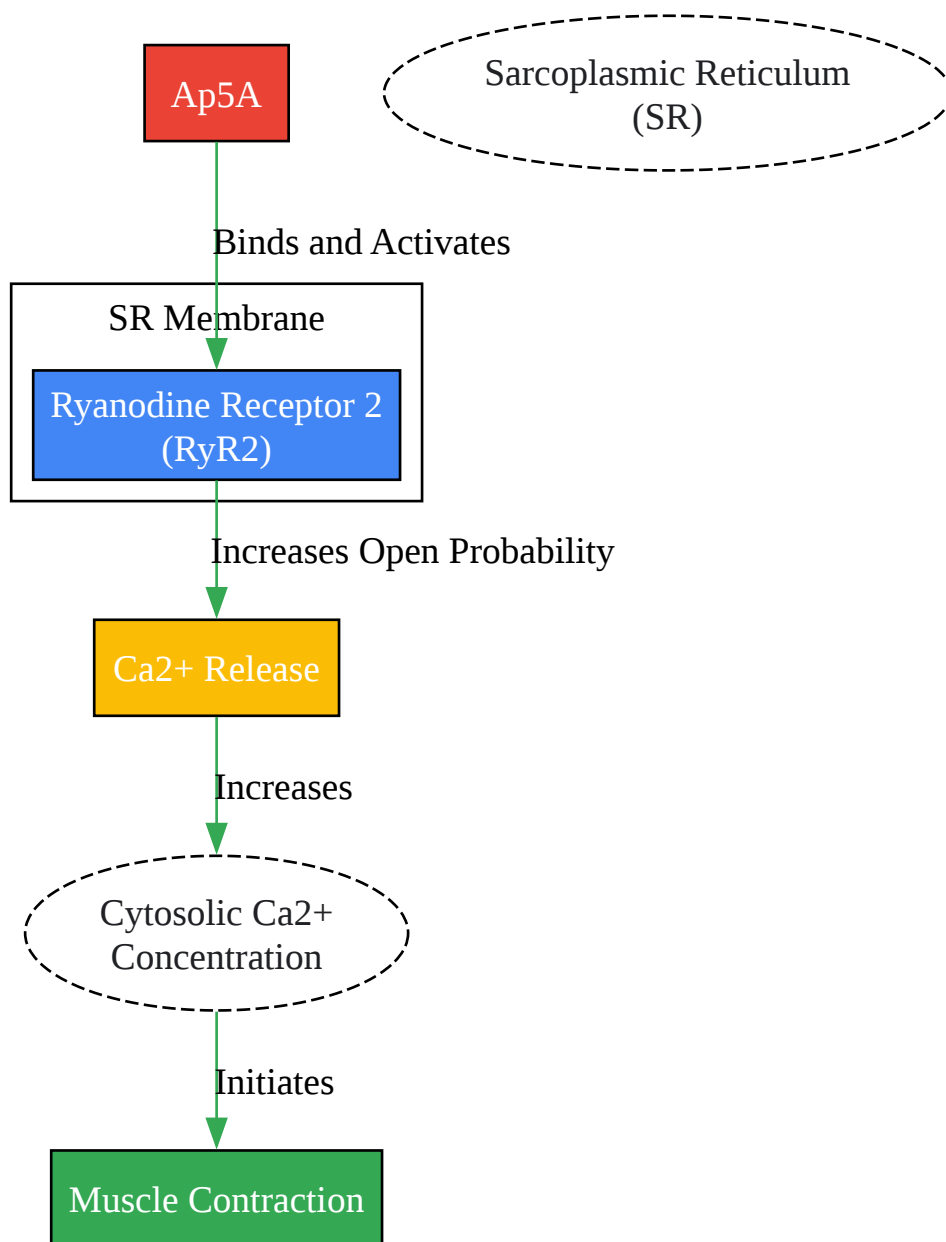 Ap5A
Sarcoplasmic Reticulum
(SR)
Binds and Activates
SR Membrane
Ryanodine Receptor 2
(RyR2)
Increases Open Probability
Ca2+ Release
Increases
Cytosolic Ca2+
Concentration
Initiates
Muscle Contraction